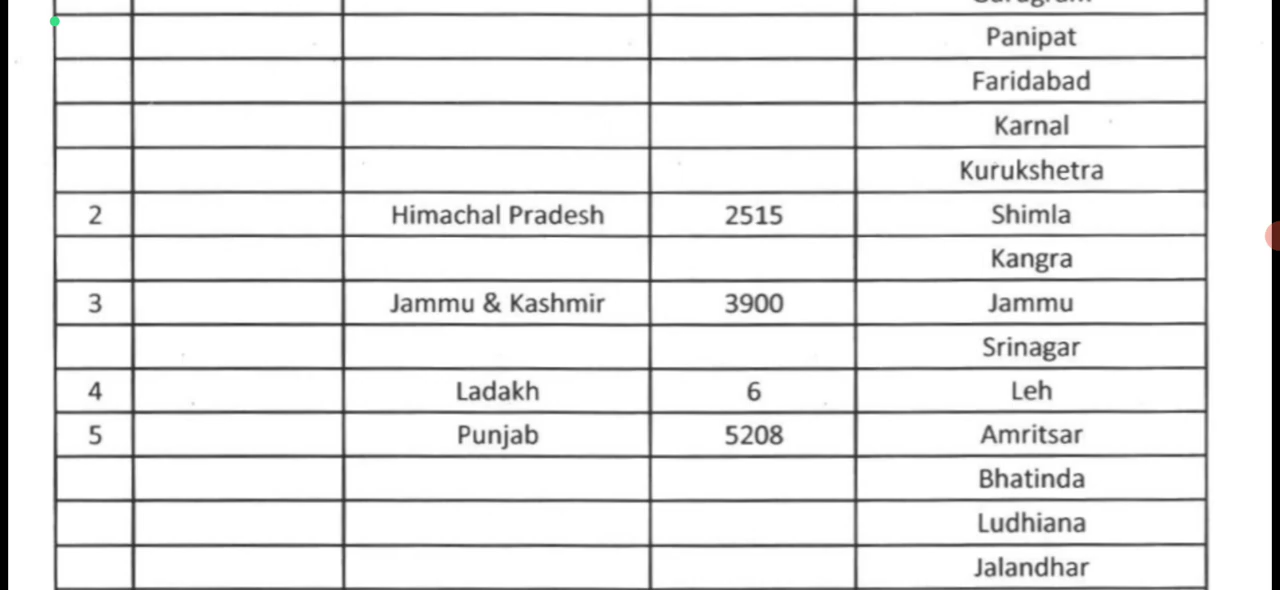 Panipat
Faridabad
Karnal
Kurukshetra
2 Himachal Pradesh 2515 Shimla
Kangra
3 Jammu & Kashmir 3900 Jammu
Srinagar
4 Ladakh 6 Leh
5 Punjab 5208 Amritsar
Bhatinda
Ludhiana
Jalandhar